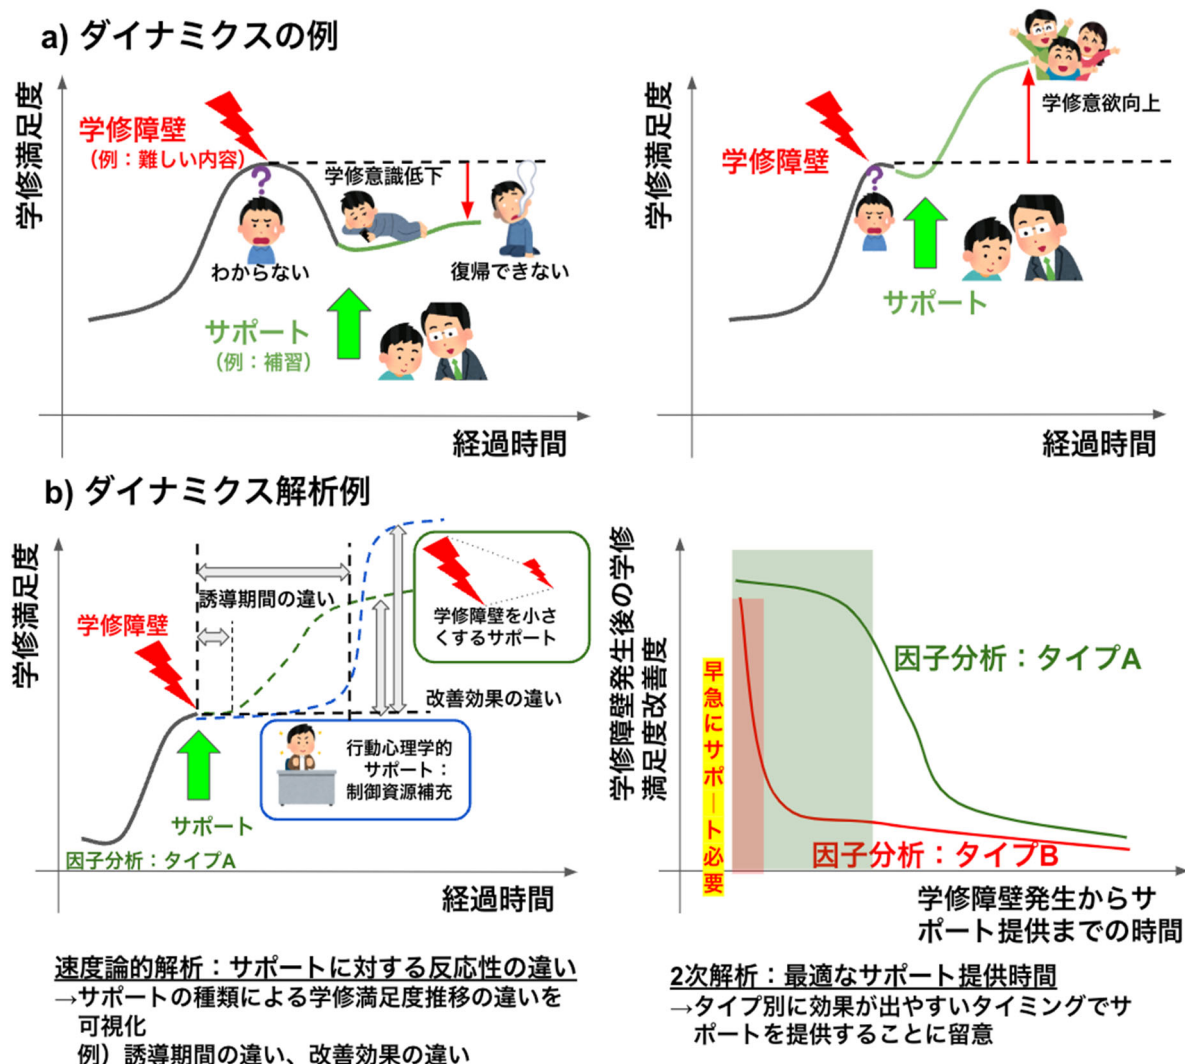 a) ダイナミクスの例
学修満足度
学修障壁
（例：難しい内容）
?
わからない
学修意識低下
復帰できない
サポート
（例：補習）
経過時間
学修満足度
学修障壁
?
学修意欲向上
サポート
経過時間
b) ダイナミクス解析例
学修満足度
学修障壁
誘導期間の違い
学修障壁を小さ
くするサポート
改善効果の違い
行動心理学的
サポート：
制御資源補充
サポート
因子分析：タイプA
経過時間
速度論的解析：サポートに対する反応性の違い
→サポートの種類による学修満足度推移の違いを
可視化
例）誘導期間の違い、改善効果の違い
学修障壁発生後の学修
満足度改善度
早急にサポート必要
因子分析：タイプA
因子分析：タイプB
学修障壁発生からサ
ポート提供までの時間
2次解析：最適なサポート提供時間
→タイプ別に効果が出やすいタイミングでサ
ポートを提供することに留意